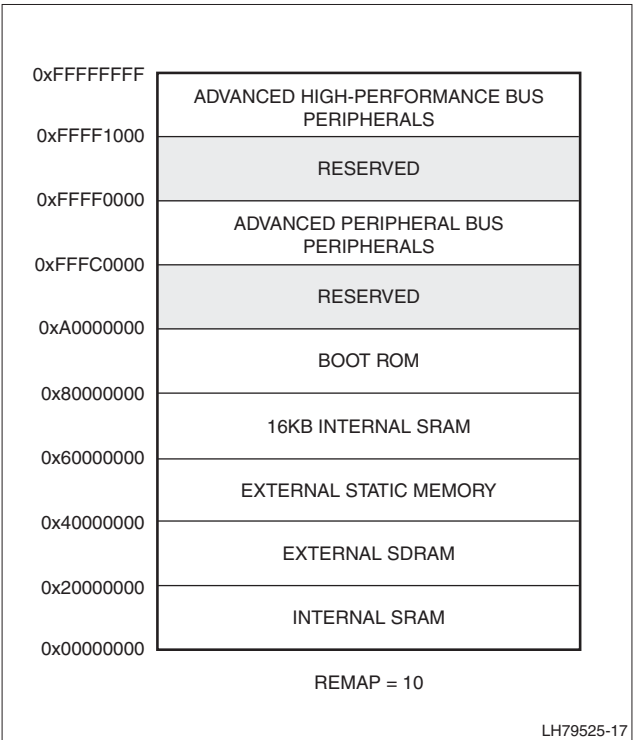 0xFFFFFFFF
ADVANCED HIGH-PERFORMANCE BUS
PERIPHERALS
0xFFFF1000
RESERVED
0xFFFF0000
ADVANCED PERIPHERAL BUS
PERIPHERALS
0xFFFC0000
RESERVED
0xA0000000
BOOT ROM
0x80000000
16KB INTERNAL SRAM
0x60000000
EXTERNAL STATIC MEMORY
0x40000000
EXTERNAL SDRAM
0x20000000
INTERNAL SRAM
0x00000000
REMAP = 10
LH79525-17